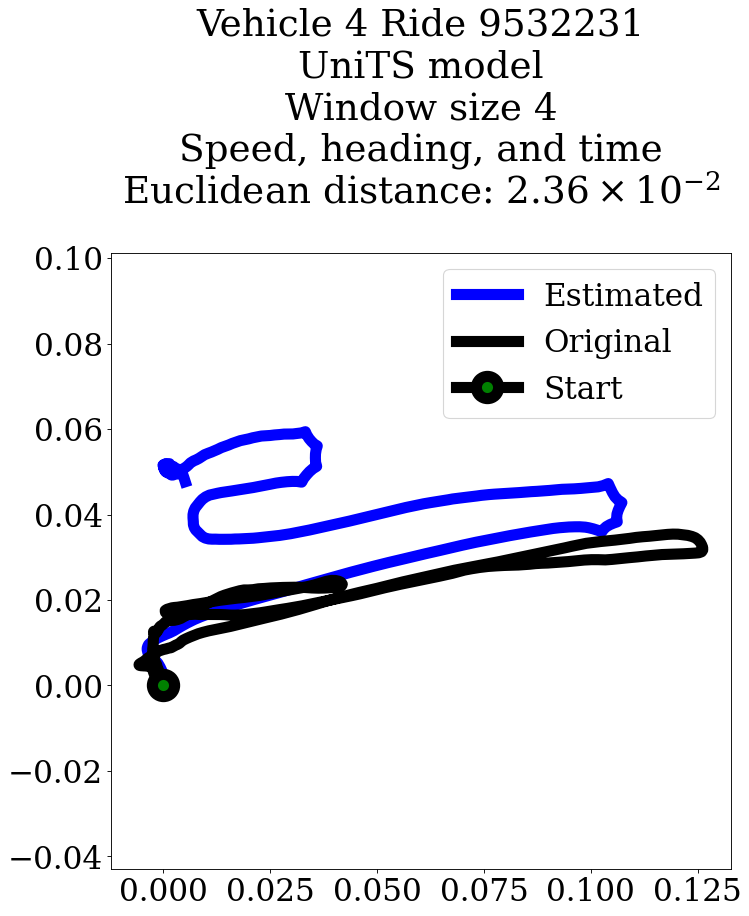 Vehicle 4 Ride 9532231
UniTS model
Window size 4
Speed, heading, and time
Euclidean distance: 2.36 × 10⁻²
0.10
0.08
0.06
0.04
0.02
0.00
−0.02
−0.04
Estimated
Original
Start
0.000 0.025 0.050 0.075 0.100 0.125